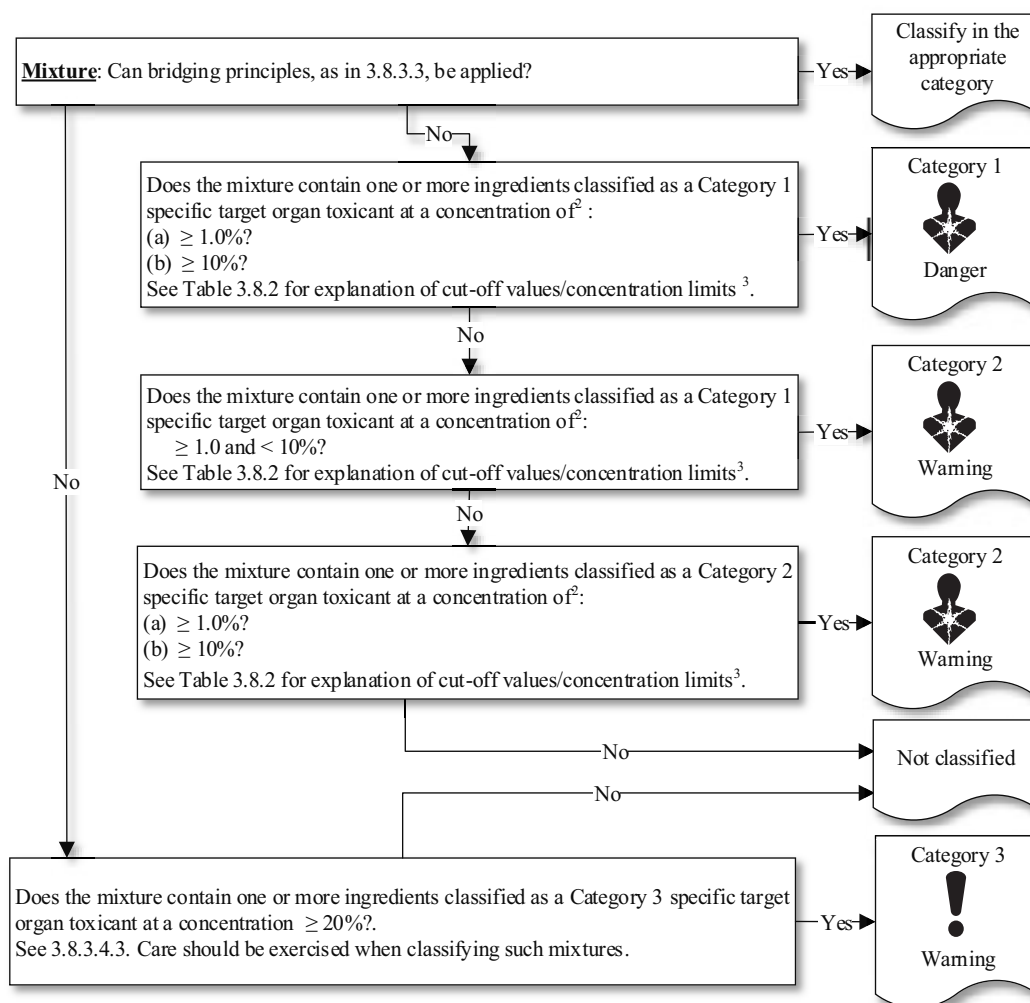 Mixture: Can bridging principles, as in 3.8.3.3, be applied?
Yes
Classify in the
appropriate
category
No
Does the mixture contain one or more ingredients classified as a Category 1
specific target organ toxicant at a concentration of2 :
(a) ≥ 1.0%?
(b) ≥ 10%?
See Table 3.8.2 for explanation of cut-off values/concentration limits 3.
Yes
Category 1
Danger
No
Does the mixture contain one or more ingredients classified as a Category 1
specific target organ toxicant at a concentration of2:
≥ 1.0 and < 10%?
See Table 3.8.2 for explanation of cut-off values/concentration limits3.
Yes
Category 2
Warning
No
No
Does the mixture contain one or more ingredients classified as a Category 2
specific target organ toxicant at a concentration of2:
(a) ≥ 1.0%?
(b) ≥ 10%?
See Table 3.8.2 for explanation of cut-off values/concentration limits3.
Yes
Category 2
Warning
No
Not classified
No
Does the mixture contain one or more ingredients classified as a Category 3 specific target
organ toxicant at a concentration ≥ 20%?.
See 3.8.3.4.3. Care should be exercised when classifying such mixtures.
Yes
Category 3
Warning